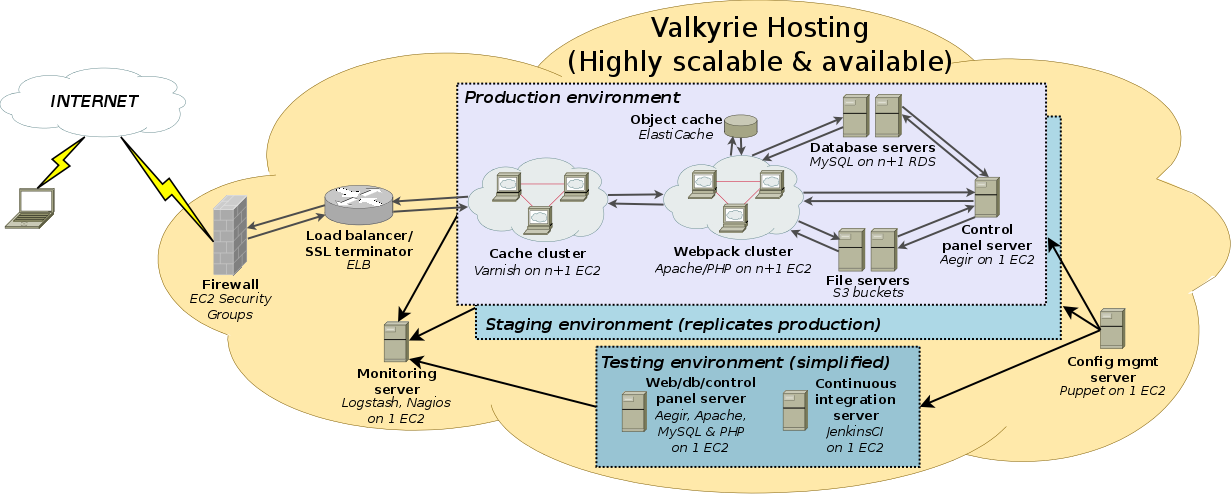 Valkyrie Hosting
(Highly scalable & available)
INTERNET
Production environment
Object cache
ElastiCache
Database servers
MySQL on n+1 RDS
Load balancer/
SSL terminator
ELB
Cache cluster
Varnish on n+1 EC2
Webpack cluster
Apache/PHP on n+1 EC2
Control
panel server
Aegir on 1 EC2
File servers
S3 buckets
Firewall
EC2 Security
Groups
Staging environment (replicates production)
Monitoring
server
Logstash, Nagios
on 1 EC2
Config mgmt
server
Puppet on 1 EC2
Testing environment (simplified)
Web/db/control
panel server
Aegir, Apache,
MySQL & PHP
on 1 EC2
Continuous
integration
server
JenkinsCI
on 1 EC2